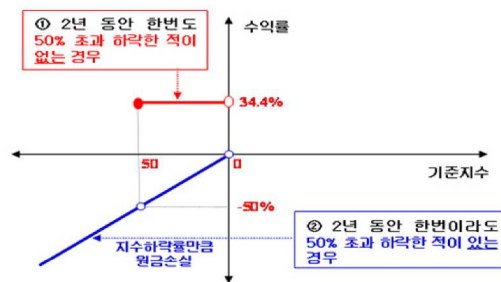 ① 2년 동안 한번도
50% 초과 하락한 적이
없는 경우
수익률
34.4%
50
0
기준지수
-50%
지수하락률만큼
원금손실
② 2년 동안 한번이라도
50% 초과 하락한 적이 있는
경우